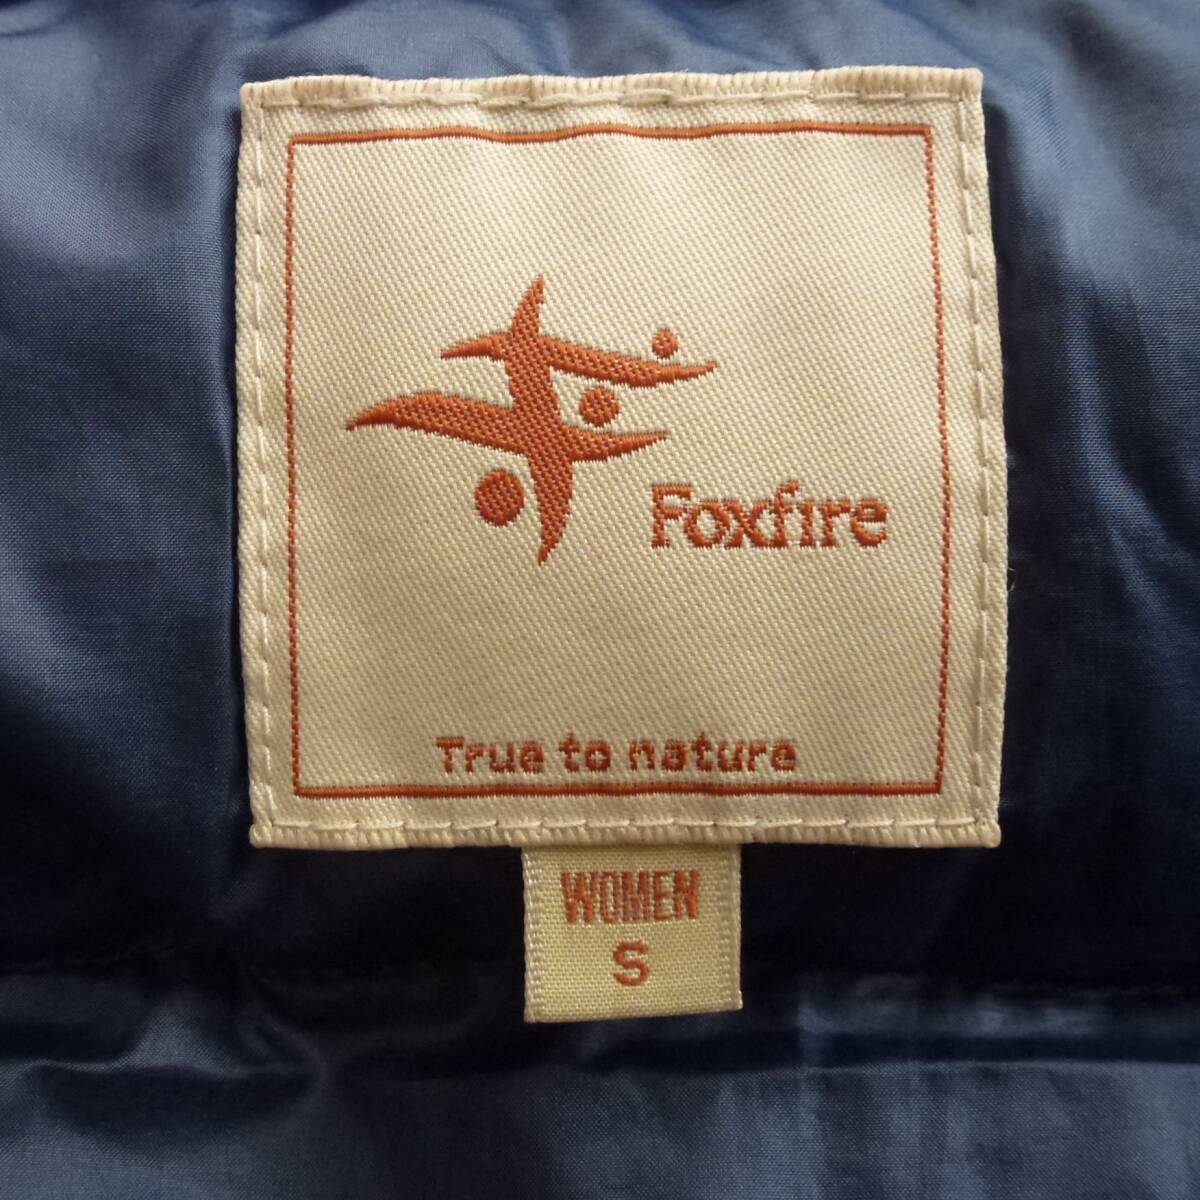 Foxfire
True to nature
WOMEN
S